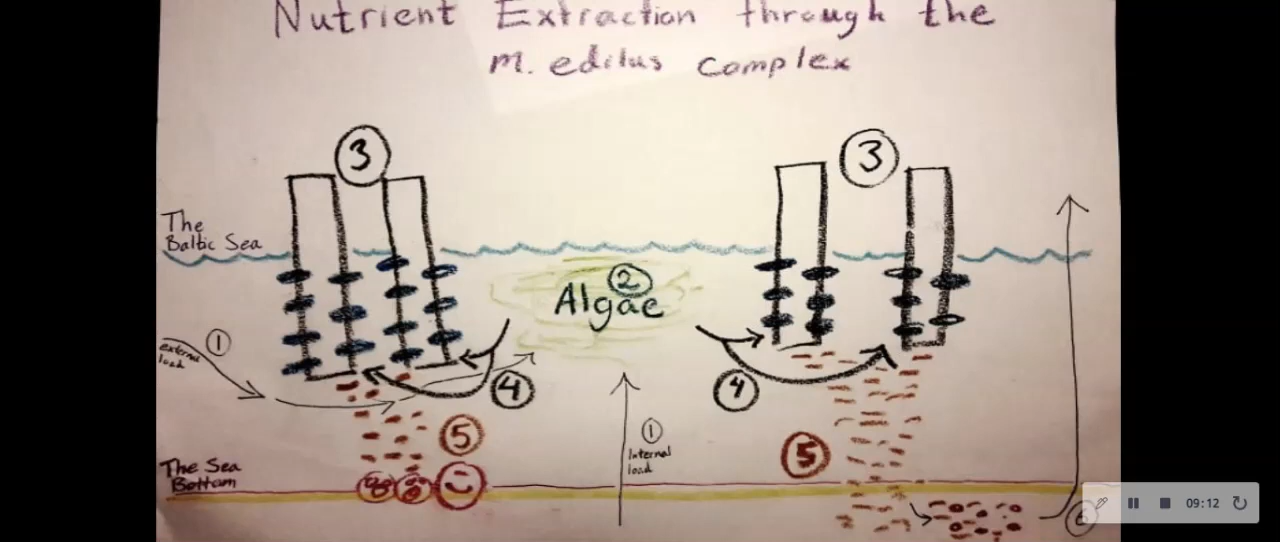 Nutrient Extraction through the
m. edilus complex
3
3
The
Baltic Sea
2
Algae
1
external
load
4
4
5
1
Internal
load
5
The Sea
Bottom
6
09:12